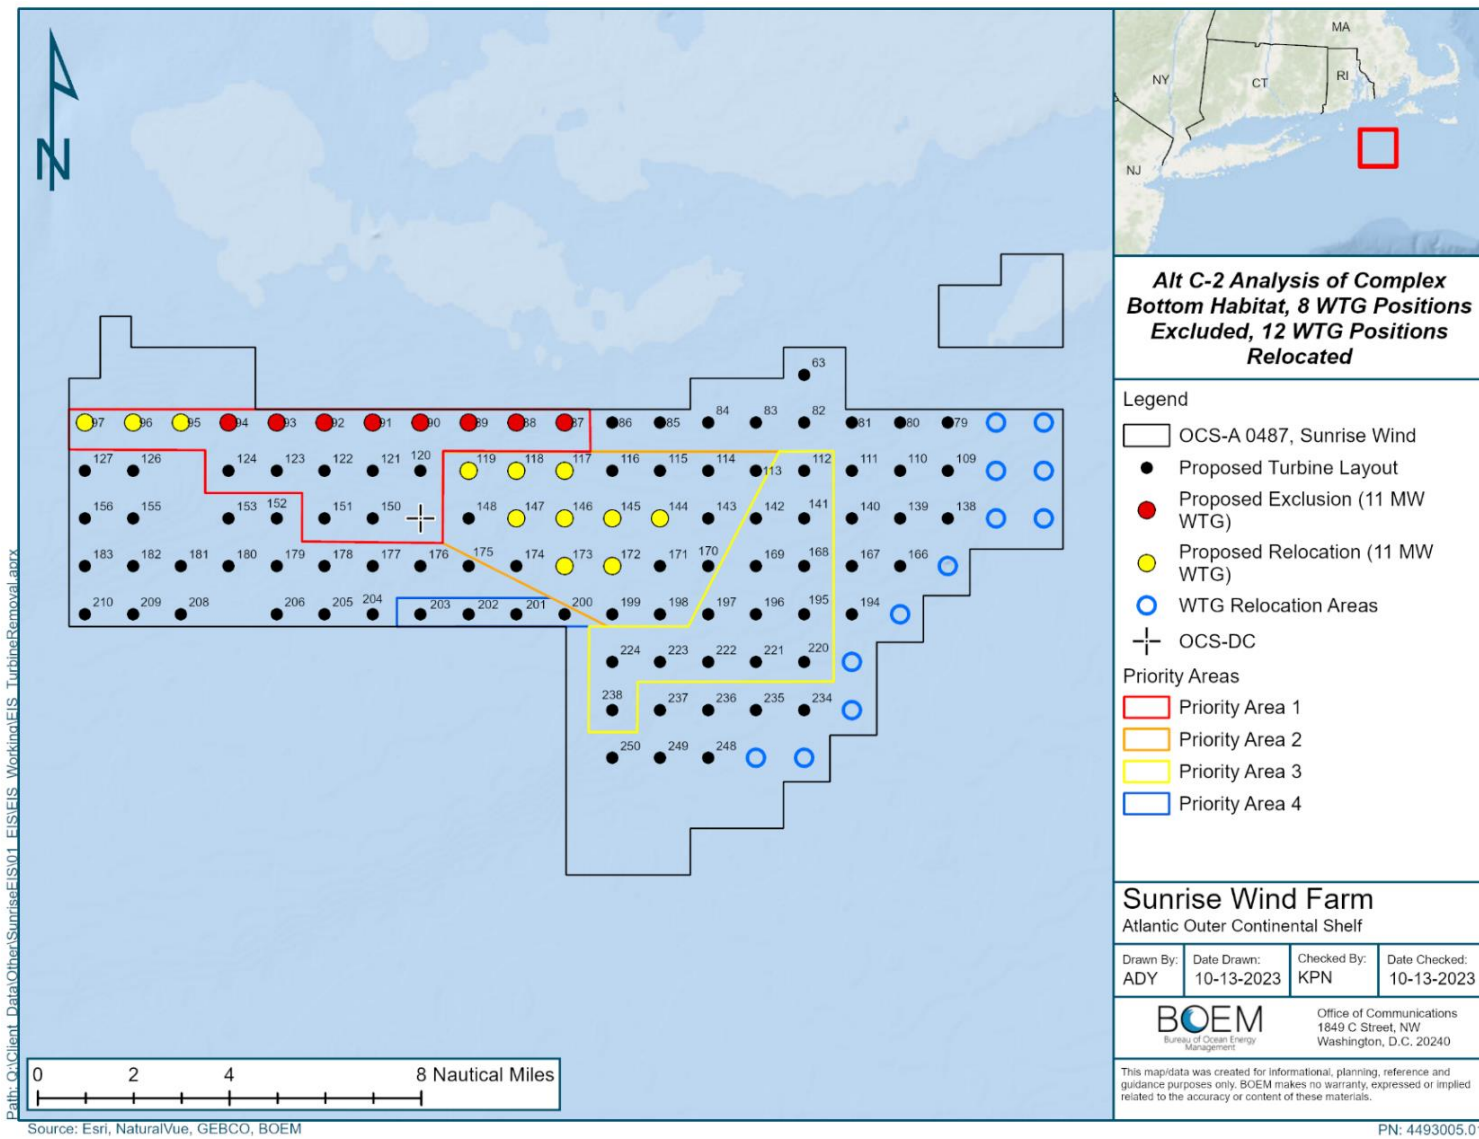 N
MA
NY
CT
RI
NJ
Alt C-2 Analysis of Complex
Bottom Habitat, 8 WTG Positions
Excluded, 12 WTG Positions
Relocated
Legend
OCS-A 0487, Sunrise Wind
Proposed Turbine Layout
Proposed Exclusion (11 MW
WTG)
Proposed Relocation (11 MW
WTG)
WTG Relocation Areas
OCS-DC
Priority Areas
Priority Area 1
Priority Area 2
Priority Area 3
Priority Area 4
63
97 96 95 94 93 92 91 90 89 88 87 86 85 84 83 82 81 80 79
127 126 124 123 122 121 120 119 118 117 116 115 114 113 112 111 110 109
156 155 153 152 151 150 148 147 146 145 144 143 142 141 140 139 138
183 182 181 180 179 178 177 176 175 174 173 172 171 170 169 168 167 166
210 209 208 206 205 204 203 202 201 200 199 198 197 196 195 194
224 223 222 221 220
238 237 236 235 234
250 249 248
0 2 4 8 Nautical Miles
Sunrise Wind Farm
Atlantic Outer Continental Shelf
Drawn By: Date Drawn: Checked By: Date Checked:
ADY 10-13-2023 KPN 10-13-2023
BOEM
Bureau of Ocean Energy
Management
Office of Communications
1849 C Street, NW
Washington, D.C. 20240
This map/data was created for informational, planning, reference and
guidance purposes only. BOEM makes no warranty, expressed or implied
related to the accuracy or content of these materials.
Path: Q:\Client_Data\Other\SunriseEIS\01_EIS\EIS_Working\EIS_TurbineRemoval.aprx
Source: Esri, NaturalVue, GEBCO, BOEM
PN: 4493005.01